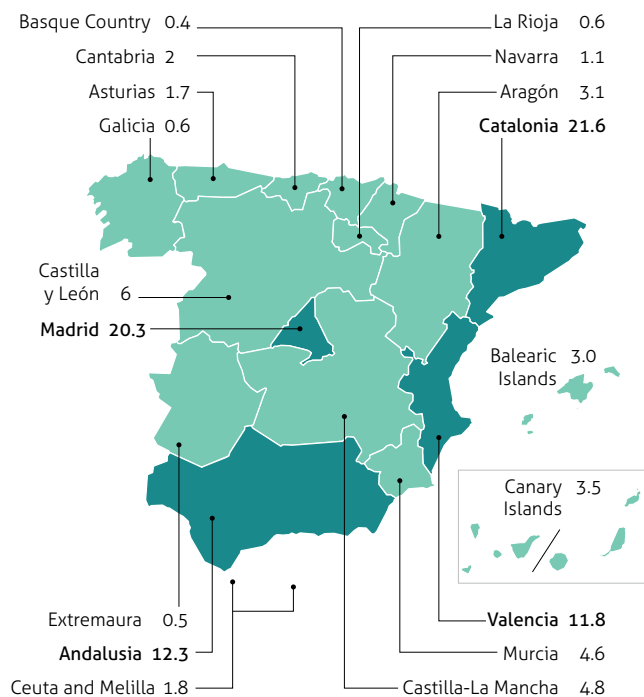 Basque Country 0.4
Cantabria 2
Asturias 1.7
Galicia 0.6
La Rioja 0.6
Navarra 1.1
Aragón 3.1
Catalonia 21.6
Castilla
y León 6
Madrid 20.3
Balearic 3.0
Islands
Canary 3.5
Islands
Extremaura 0.5
Andalusia 12.3
Ceuta and Melilla 1.8
Valencia 11.8
Murcia 4.6
Castilla-La Mancha 4.8